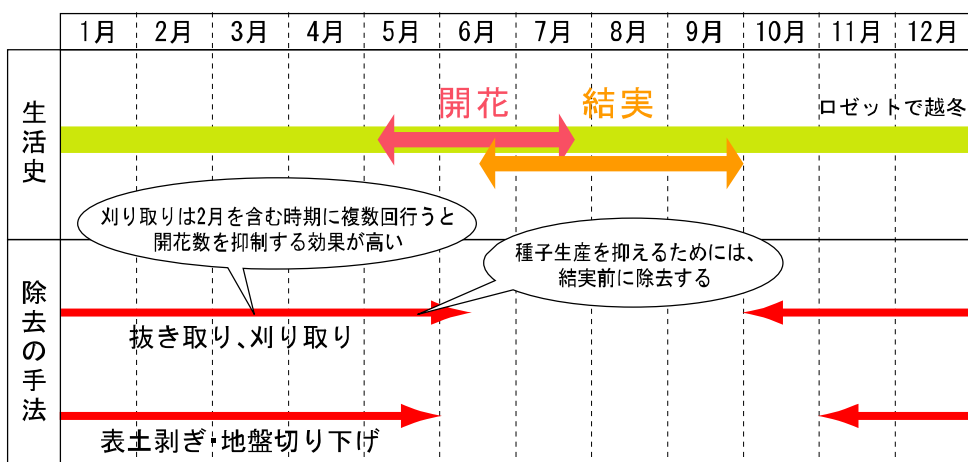 1月 2月 3月 4月 5月 6月 7月 8月 9月 10月 11月 12月
生活史
開花
結実
ロゼットで越冬
刈り取りは2月を含む時期に複数回行うと
開花数を抑制する効果が高い
種子生産を抑えるためには、
結実前に除去する
除去の手法
抜き取り、刈り取り
表土剥ぎ・地盤切り下げ